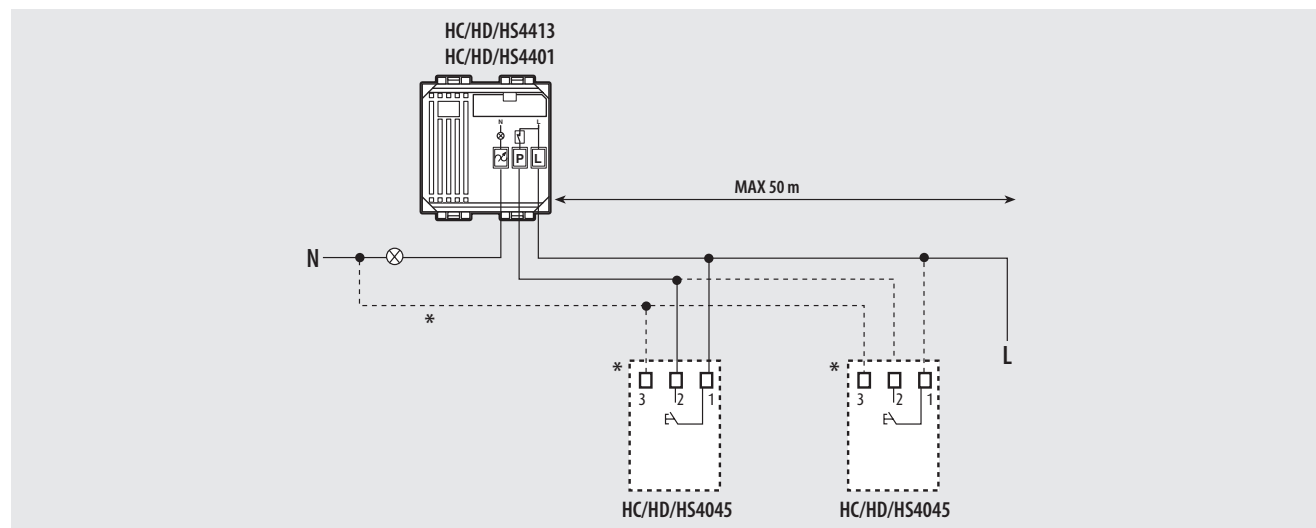 HC/HD/HS4413
HC/HD/HS4401
N L
P L
MAX 50 m
N
*
L
* *
3 2 1 3 2 1
HC/HD/HS4045 HC/HD/HS4045